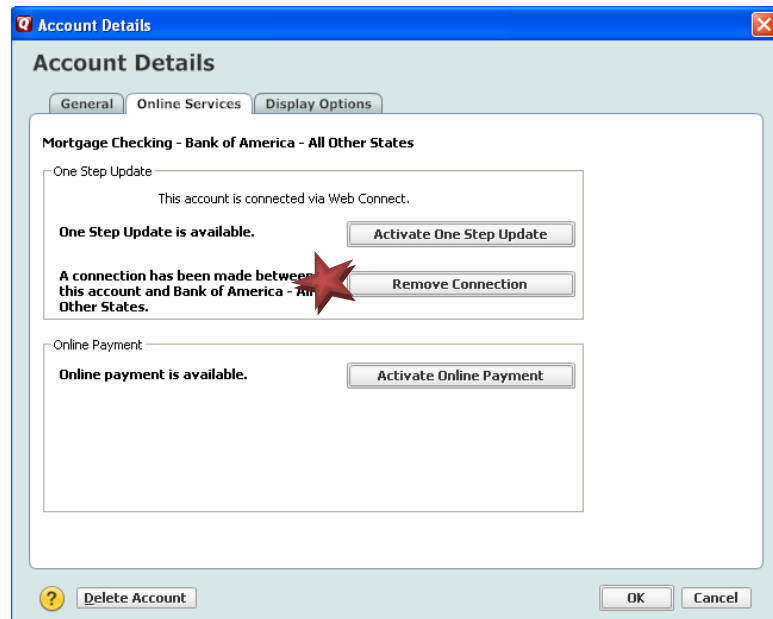 Account Details
Account Details
General Online Services Display Options
Mortgage Checking - Bank of America - All Other States
One Step Update
This account is connected via Web Connect.
One Step Update is available.
Activate One Step Update
A connection has been made between
this account and Bank of America - All
Other States.
Remove Connection
Online Payment
Online payment is available.
Activate Online Payment
? Delete Account OK Cancel